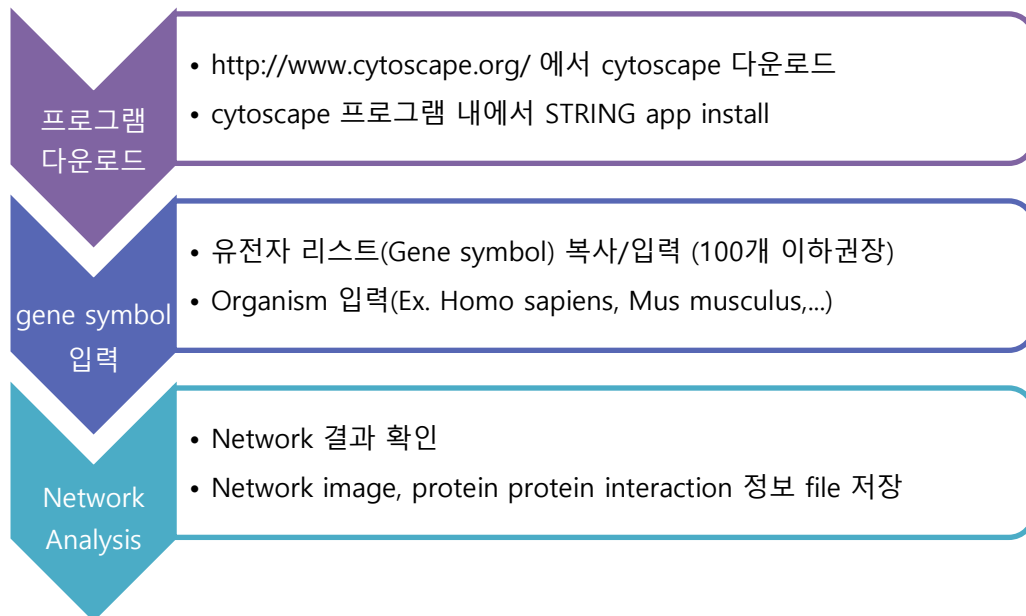 프로그램
다운로드
• http://www.cytoscape.org/ 에서 cytoscape 다운로드
• cytoscape 프로그램 내에서 STRING app install
gene symbol
입력
• 유전자 리스트(Gene symbol) 복사/입력 (100개 이하권장)
• Organism 입력(Ex. Homo sapiens, Mus musculus,...)
Network
Analysis
• Network 결과 확인
• Network image, protein protein interaction 정보 file 저장